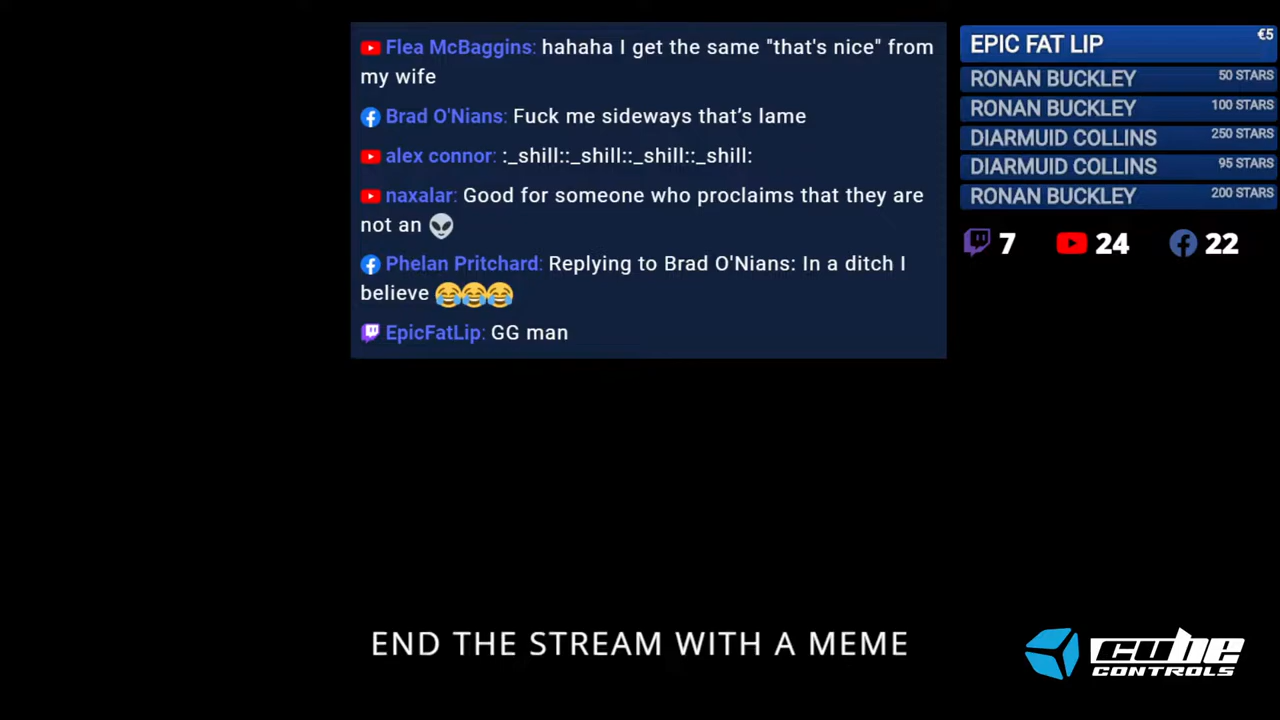 Flea McBaggins: hahaha I get the same "that's nice" from
my wife
Brad O'Nians: Fuck me sideways that’s lame
alex connor: :_shill::_shill::_shill::_shill:
naxalar: Good for someone who proclaims that they are
not an 👽
Phelan Pritchard: Replying to Brad O'Nians: In a ditch I
believe 😂😂😂
EpicFatLip: GG man
EPIC FAT LIP €5
RONAN BUCKLEY 50 STARS
RONAN BUCKLEY 100 STARS
DIARMUID COLLINS 250 STARS
DIARMUID COLLINS 95 STARS
RONAN BUCKLEY 200 STARS
7 24 22
END THE STREAM WITH A MEME
cube
CONTROLS